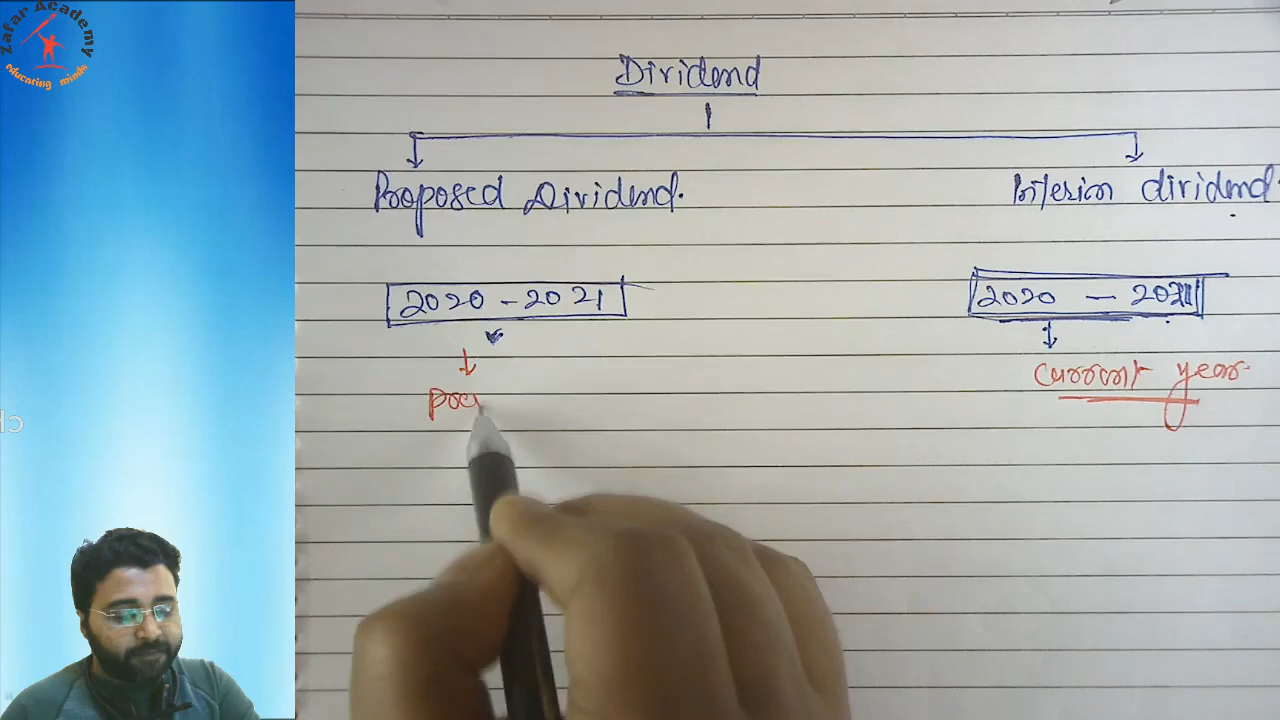 Zafar Academy
educating minds
Dividend
Proposed Dividend.
Interim dividend.
2020 - 2021
2020 - 2021
current year.